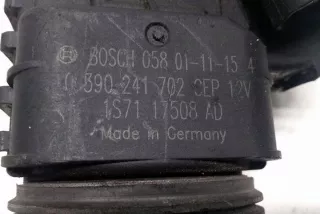 BOSCH 058 01-11-15 4
0 390 241 702 CEP 12V
1S71 17508 AD
Made in Germany